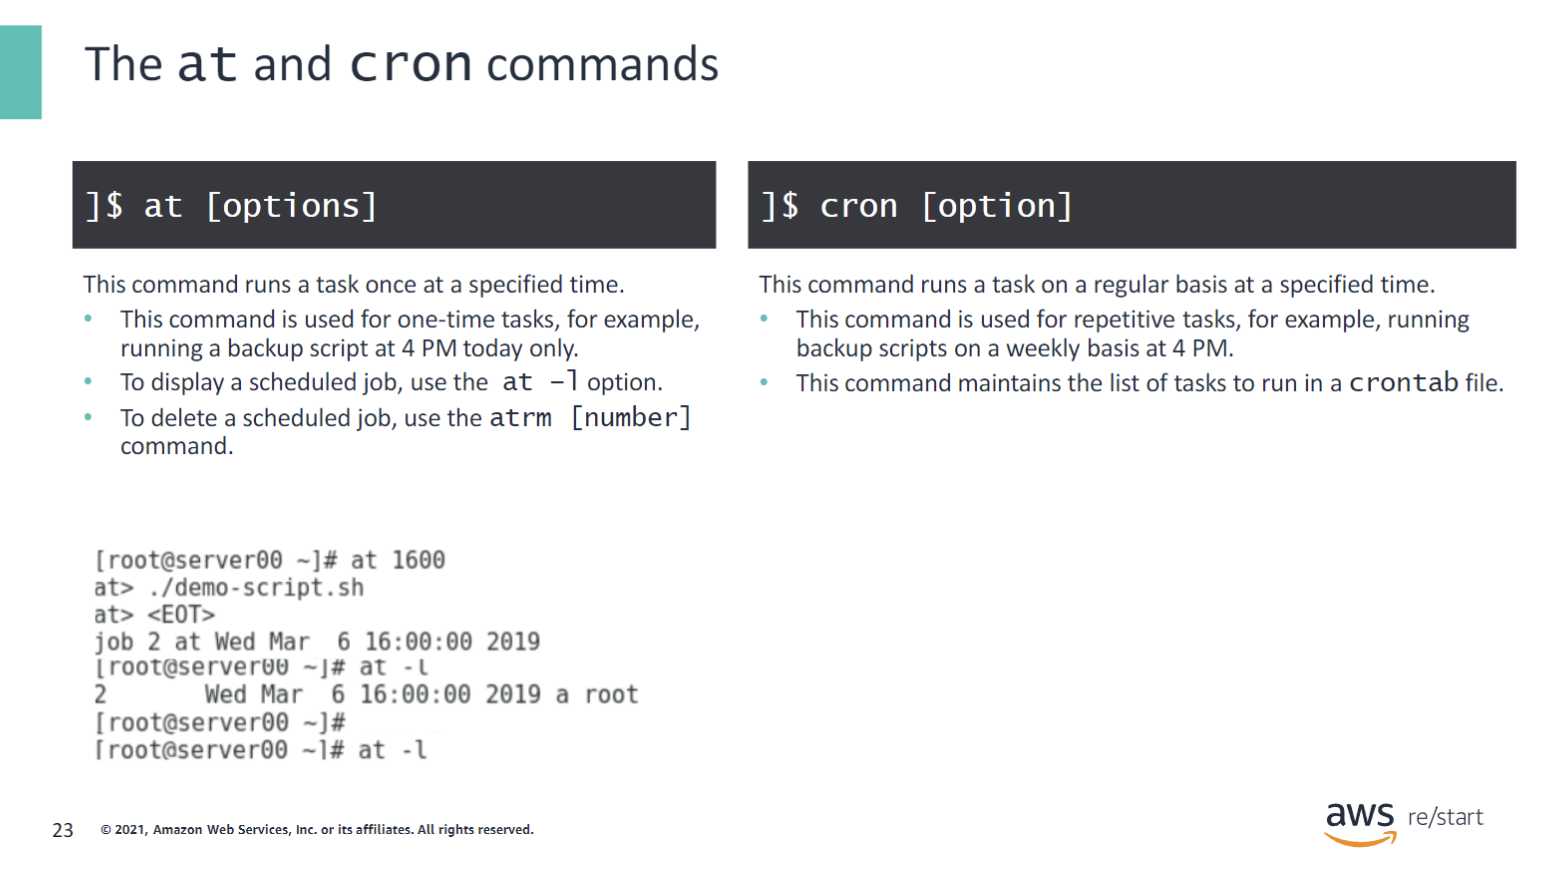 The at and cron commands
]$ at [options]
This command runs a task once at a specified time.
• This command is used for one-time tasks, for example,
running a backup script at 4 PM today only.
• To display a scheduled job, use the at –l option.
• To delete a scheduled job, use the atrm [number]
command.
[root@server00 ~]# at 1600
at> ./demo-script.sh
at> <EOT>
job 2 at Wed Mar  6 16:00:00 2019
[root@server00 ~]# at -l
2       Wed Mar  6 16:00:00 2019 a root
[root@server00 ~]#
[root@server00 ~]# at -l
]$ cron [option]
This command runs a task on a regular basis at a specified time.
• This command is used for repetitive tasks, for example, running
backup scripts on a weekly basis at 4 PM.
• This command maintains the list of tasks to run in a crontab file.
23 © 2021, Amazon Web Services, Inc. or its affiliates. All rights reserved.
aws re/start